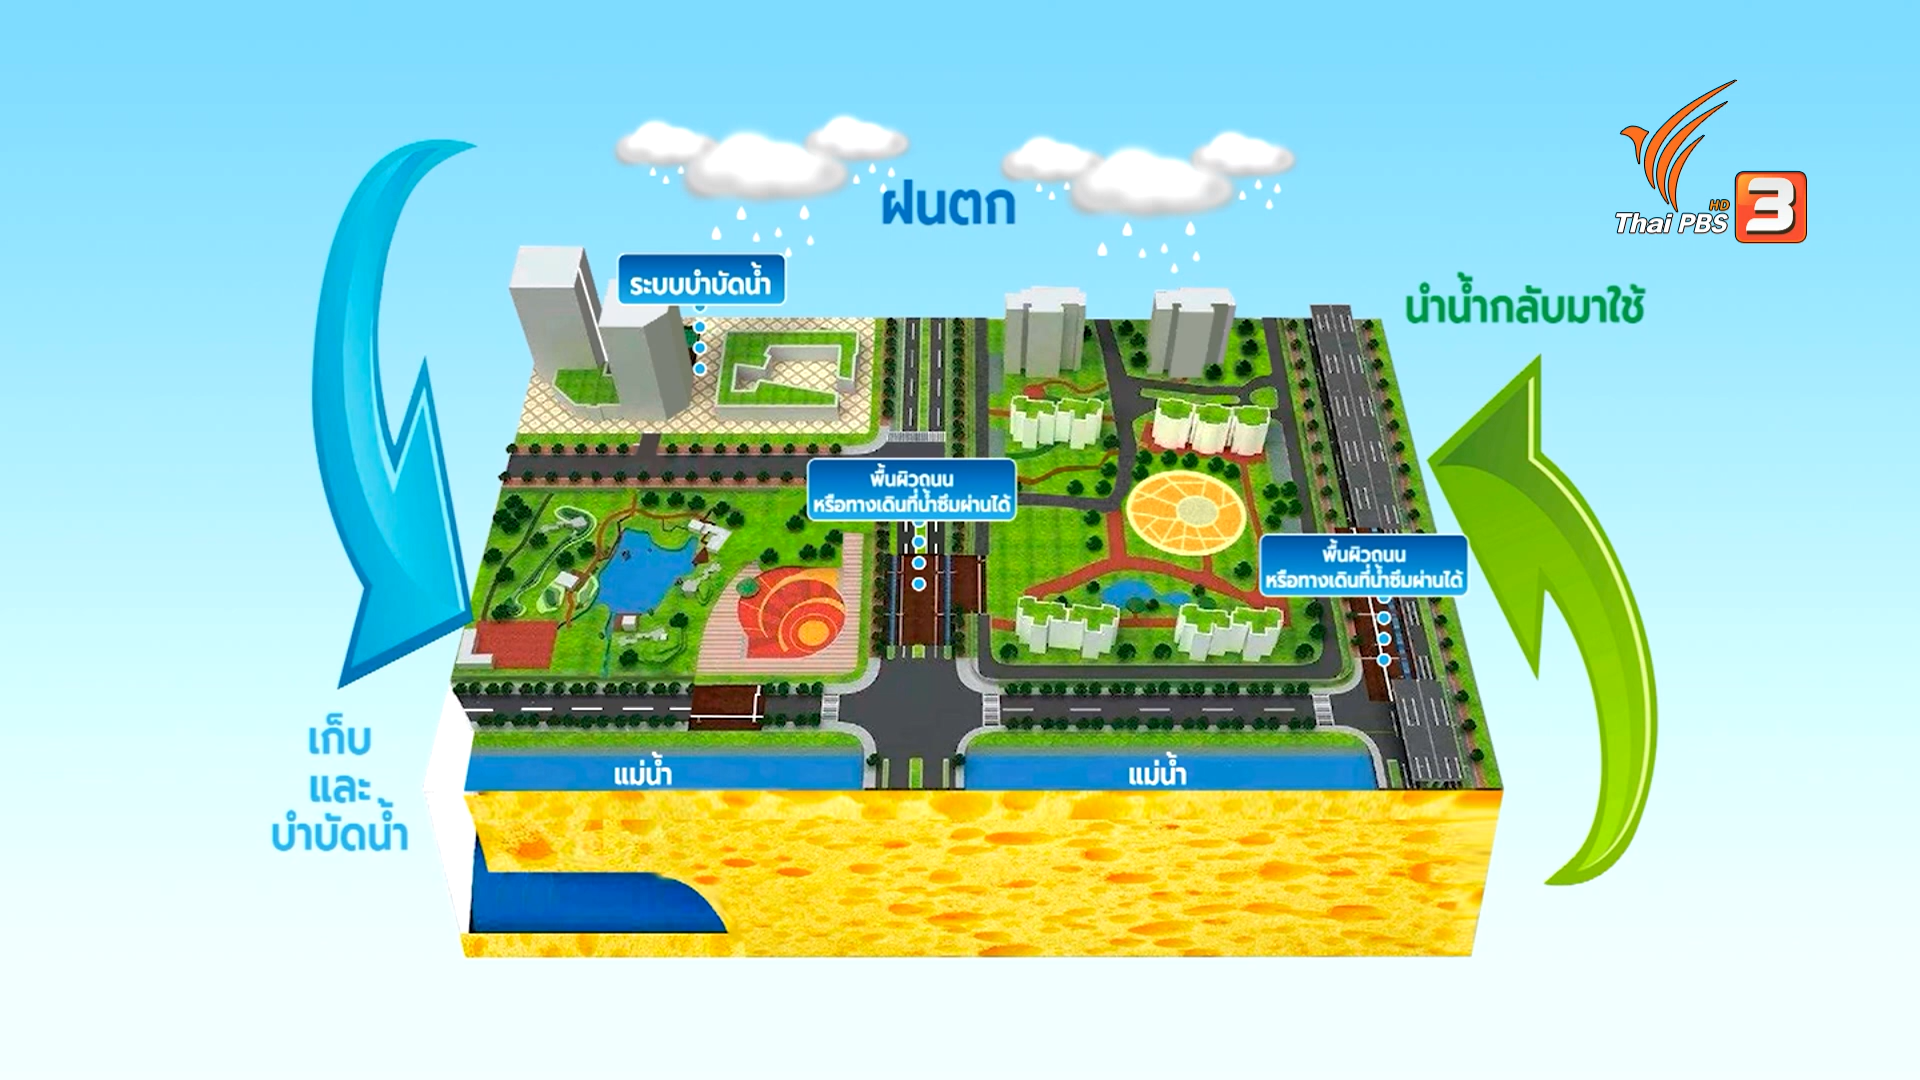 ฝนตก
Thai PBS HD 3
ระบบบำบัดน้ำ
นำน้ำกลับมาใช้
พื้นผิวถนน
หรือทางเดินที่น้ำซึมผ่านได้
พื้นผิวถนน
หรือทางเดินที่น้ำซึมผ่านได้
เก็บ
และ
บำบัดน้ำ
แม่น้ำ
แม่น้ำ